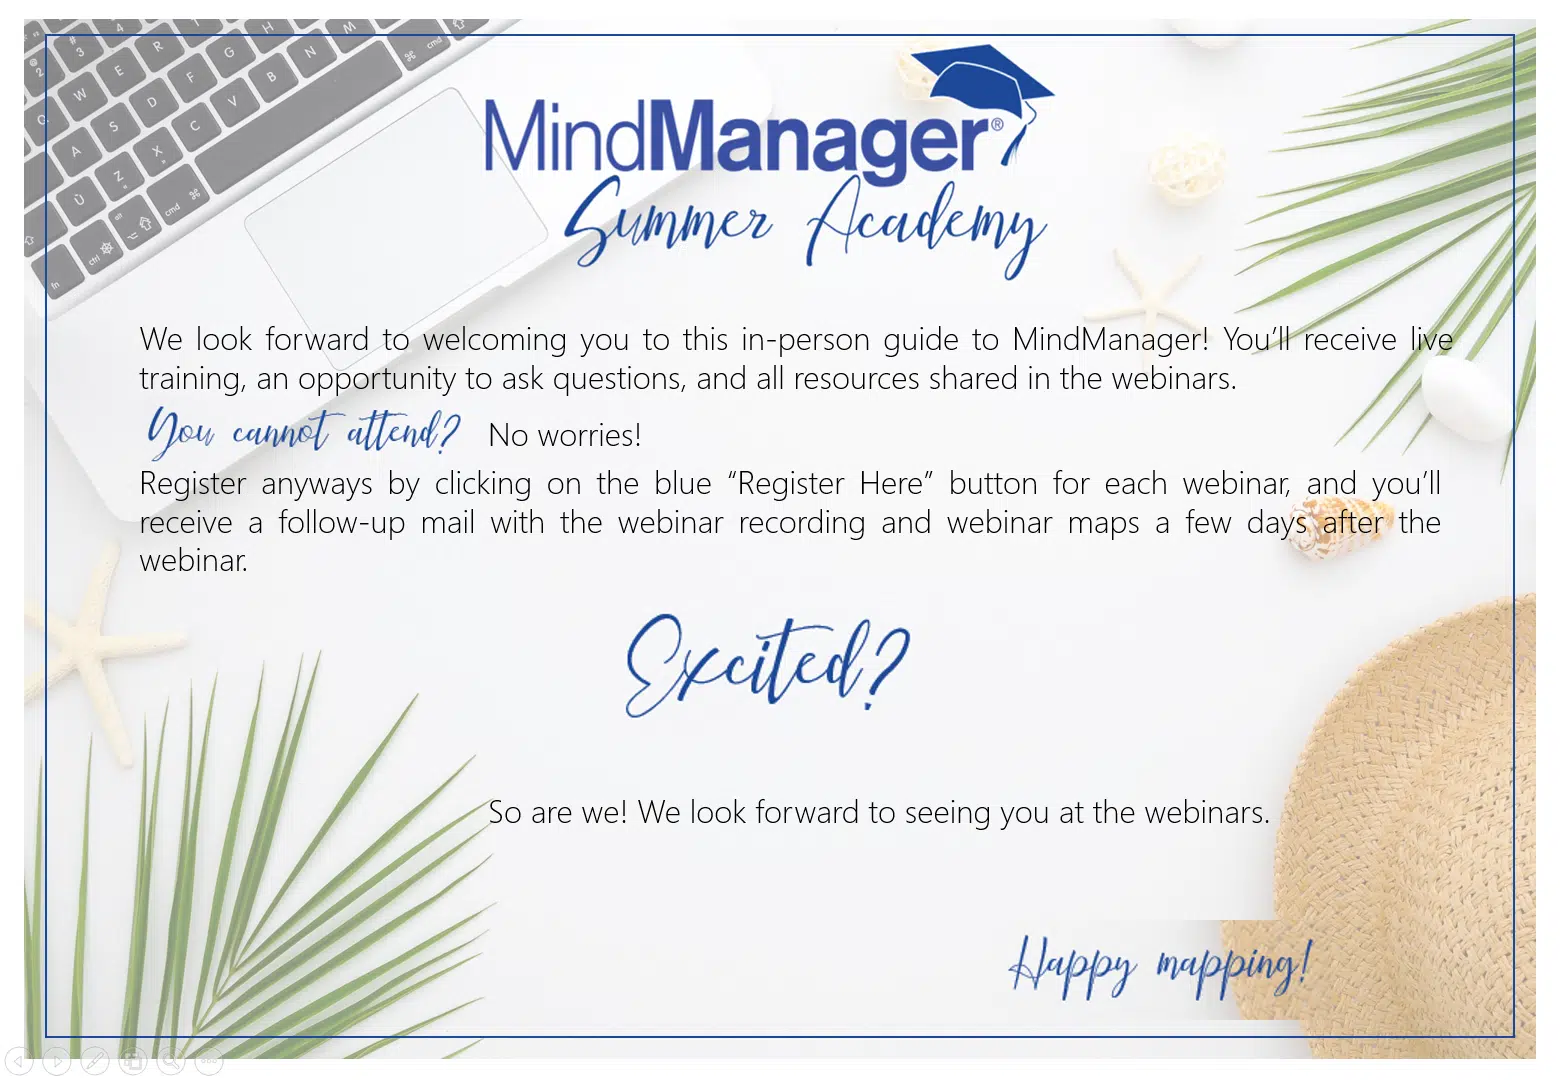 MindManager®
Summer Academy
We look forward to welcoming you to this in-person guide to MindManager! You’ll receive live
training, an opportunity to ask questions, and all resources shared in the webinars.
You cannot attend? No worries!
Register anyways by clicking on the blue “Register Here” button for each webinar, and you’ll
receive a follow-up mail with the webinar recording and webinar maps a few days after the
webinar.
Excited?
So are we! We look forward to seeing you at the webinars.
Happy mapping!